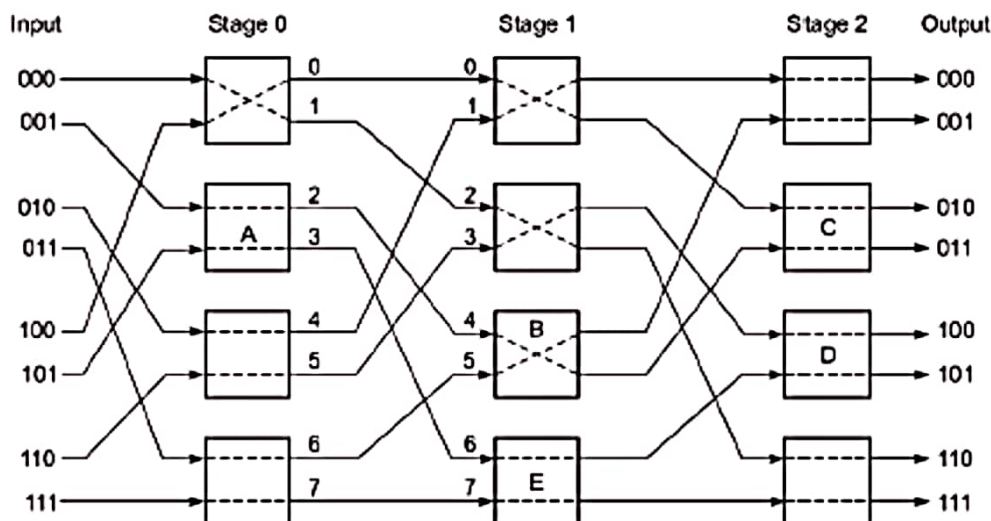 Input Stage 0 Stage 1 Stage 2 Output
000 0 0 000
001 1 1 001
010 2 2 010
011 A 3 3 C 011
100 4 4 B 100
101 5 5 D 101
110 6 6 110
111 7 7 E 111